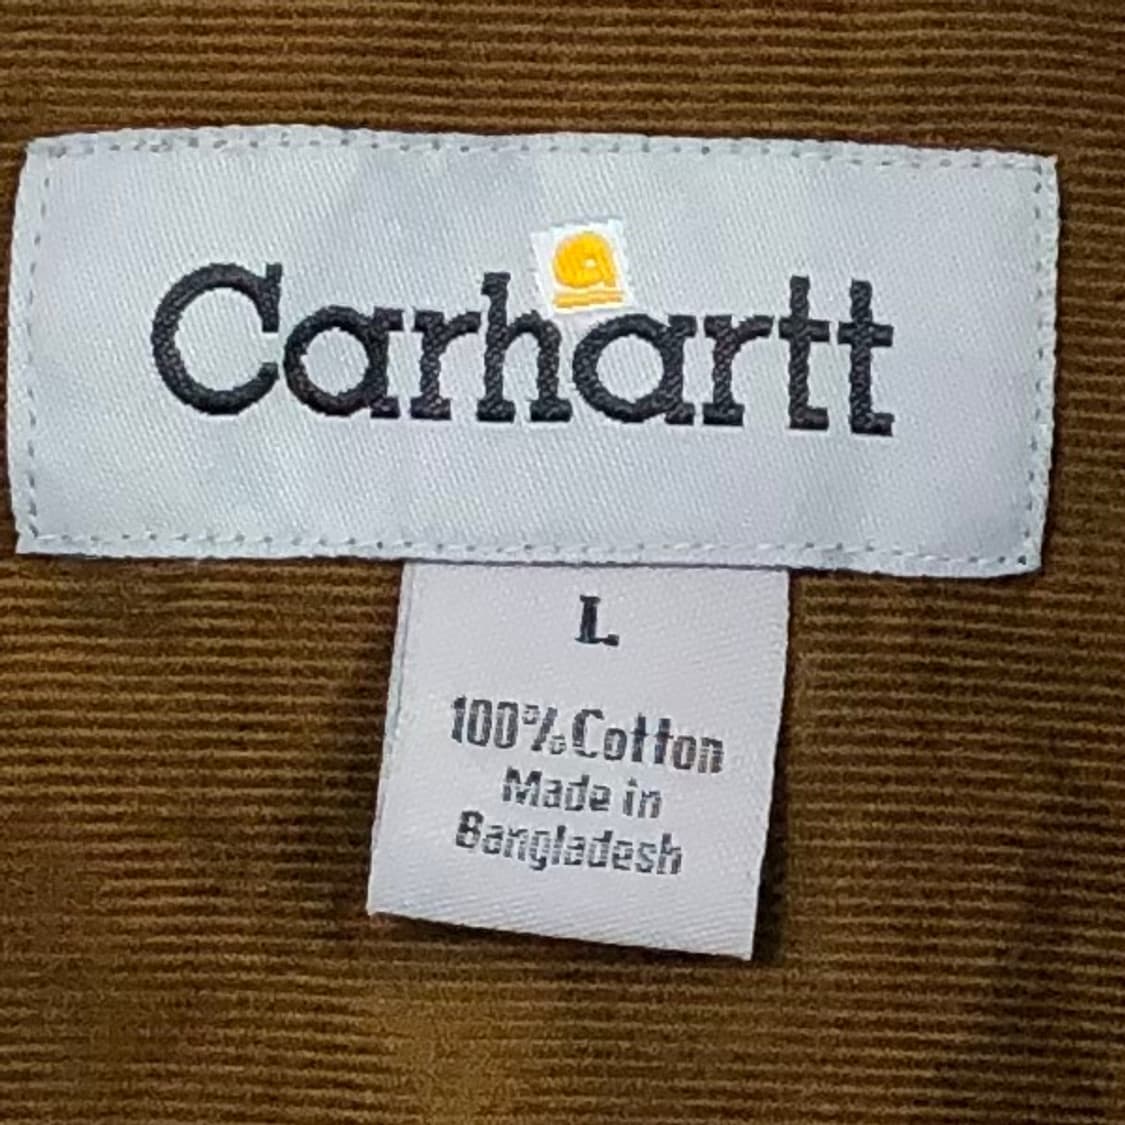 Carhartt
L
100% Cotton
Made in
Bangladesh